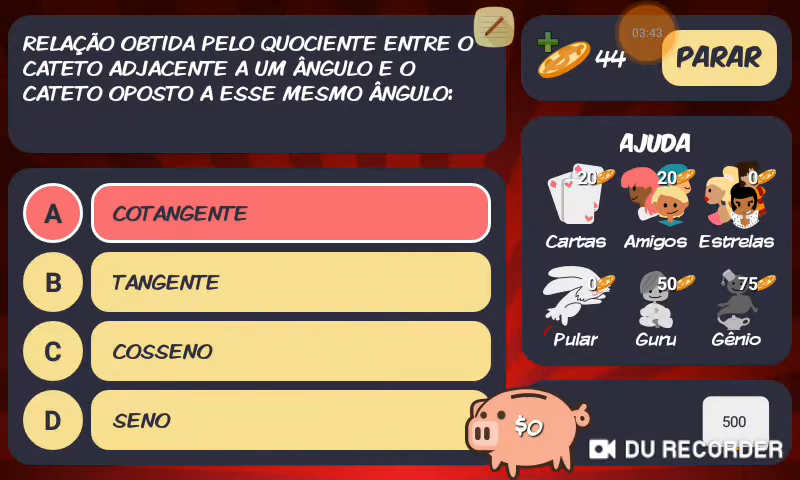 RELAÇÃO OBTIDA PELO QUOCIENTE ENTRE O
CATETO ADJACENTE A UM ÂNGULO E O
CATETO OPOSTO A ESSE MESMO ÂNGULO:
A COTANGENTE
B TANGENTE
C COSSENO
D SENO
44
03:43
PARAR
AJUDA
20 20 0
Cartas Amigos Estrelas
0 50 75
Pular Guru Gênio
$0
500
DU RECORDER